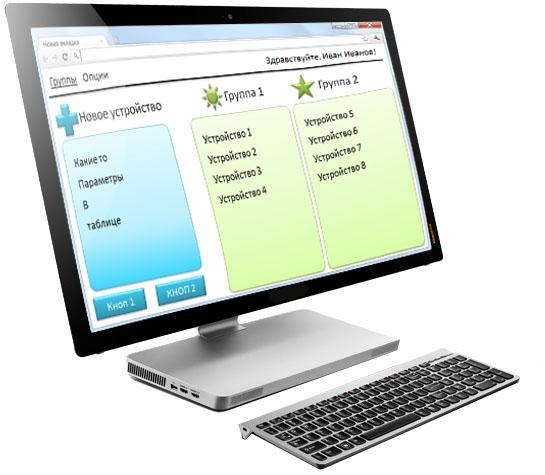 Новая вкладка
Здравствуйте, Иван Иванов!
Группы Опции
Новое устройство
Какие то
Параметры
В
таблице
Кноп 1
КНОП 2
Группа 1
Устройство 1
Устройство 2
Устройство 3
Устройство 4
Группа 2
Устройство 5
Устройство 6
Устройство 7
Устройство 8